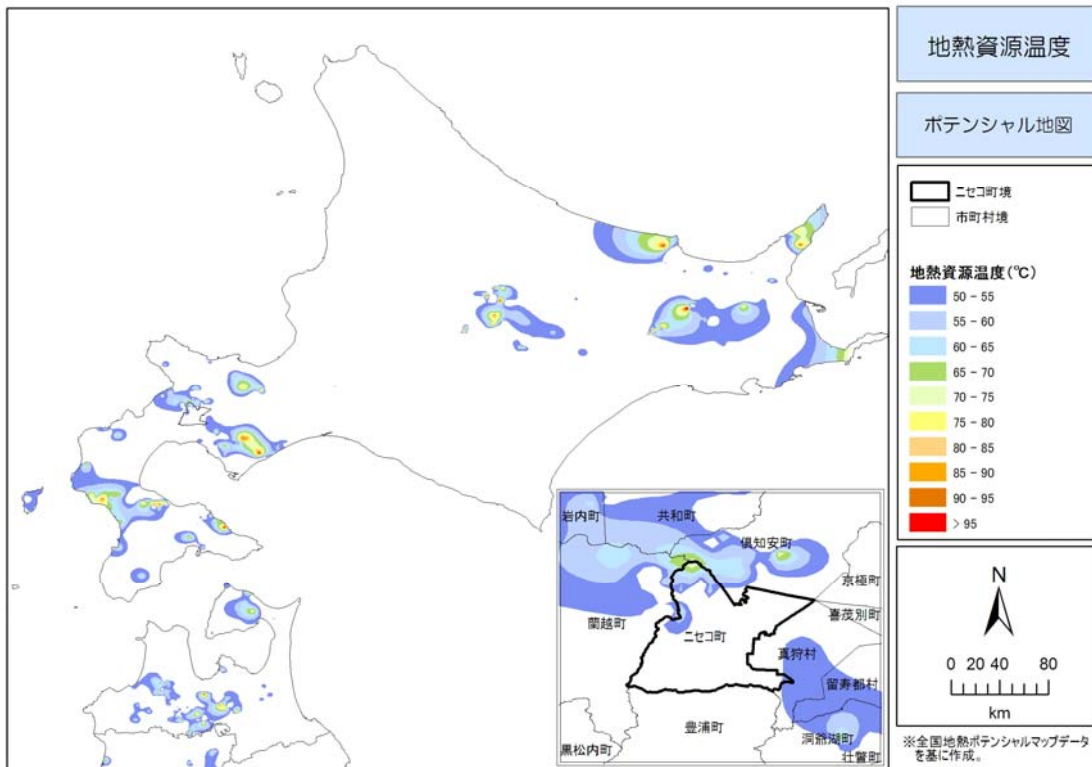 地熱資源温度
ポテンシャル地図
ニセコ町境
市町村境
地熱資源温度(℃)
50 - 55
55 - 60
60 - 65
65 - 70
70 - 75
75 - 80
80 - 85
85 - 90
90 - 95
> 95
N
0 20 40 80
km
※全国地熱ポテンシャルマップデータ
を基に作成。
岩内町
共和町
倶知安町
京極町
喜茂別町
蘭越町
ニセコ町
真狩村
留寿都村
豊浦町
洞爺湖町
黒松内町
壮瞥町